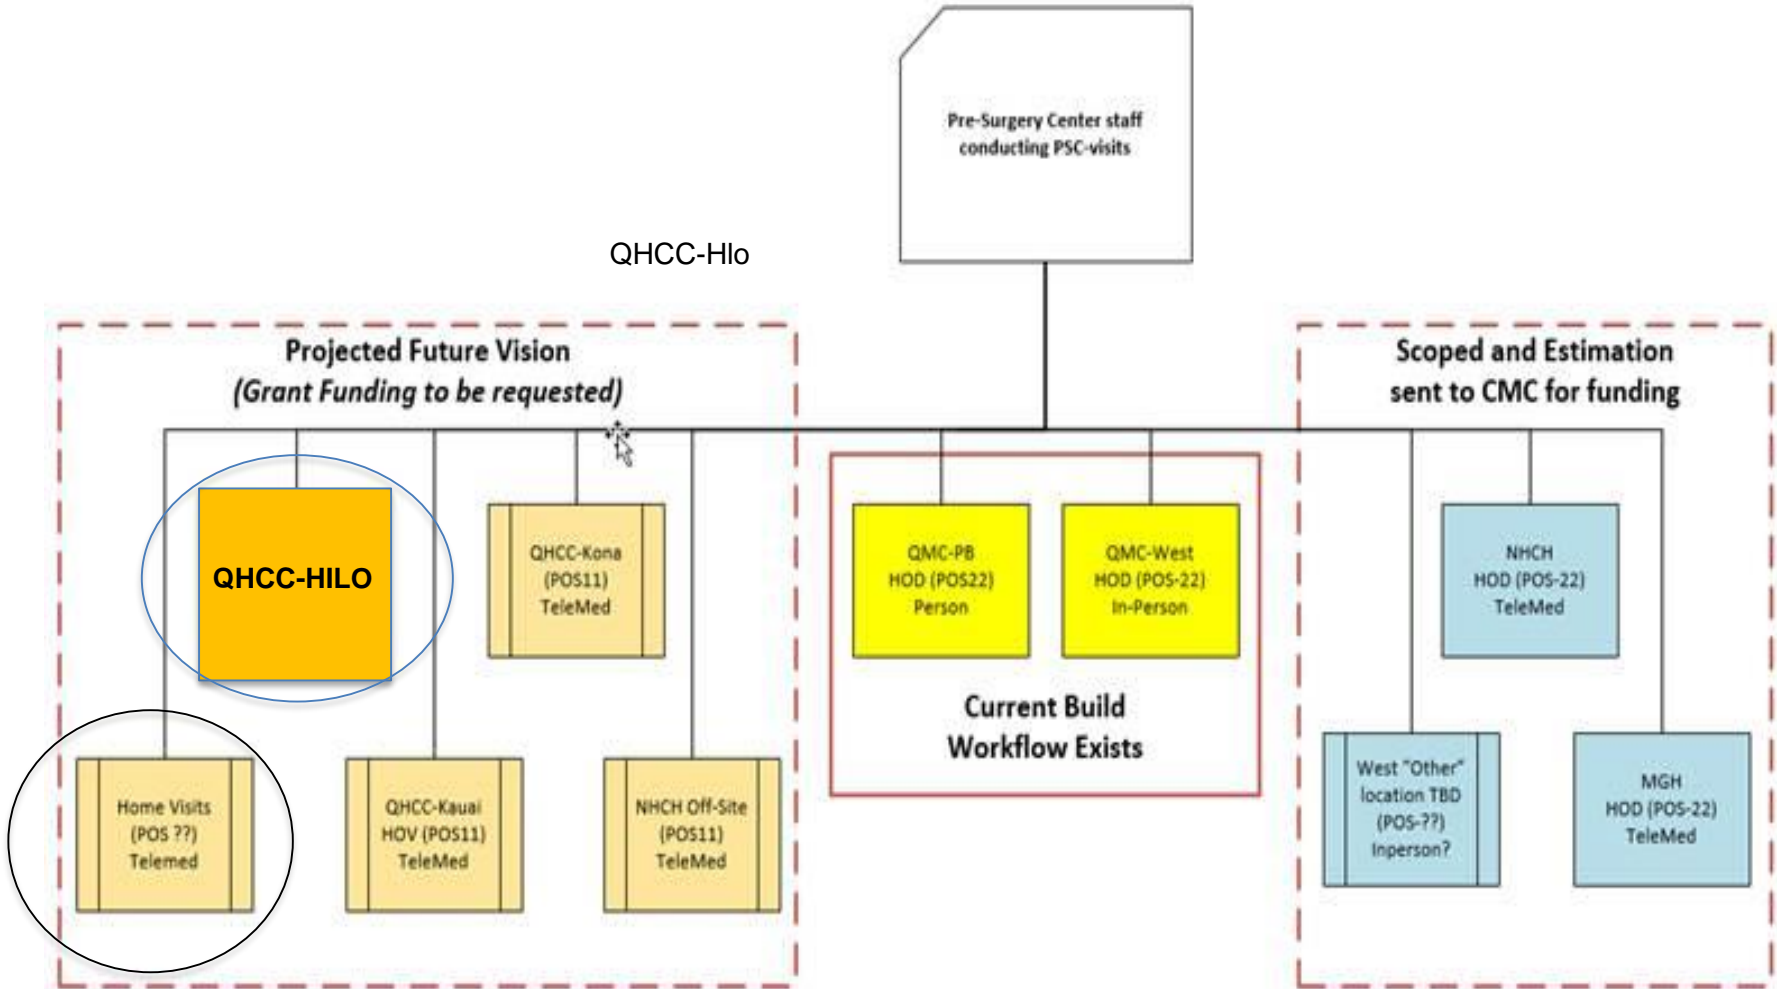 Pre-Surgery Center staff
conducting PSC-visits
QHCC-Hlo
Projected Future Vision
(Grant Funding to be requested)
Scoped and Estimation
sent to CMC for funding
QHCC-HILO
QHCC-Kona
(POS11)
TeleMed
QMC-PB
HOD (POS22)
Person
QMC-West
HOD (POS-22)
In-Person
NHCH
HOD (POS-22)
TeleMed
Current Build
Workflow Exists
Home Visits
(POS ??)
Telemed
QHCC-Kauai
HOV (POS11)
TeleMed
NHCH Off-Site
(POS11)
TeleMed
West "Other"
location TBD
(POS-??)
Inperson?
MGH
HOD (POS-22)
TeleMed